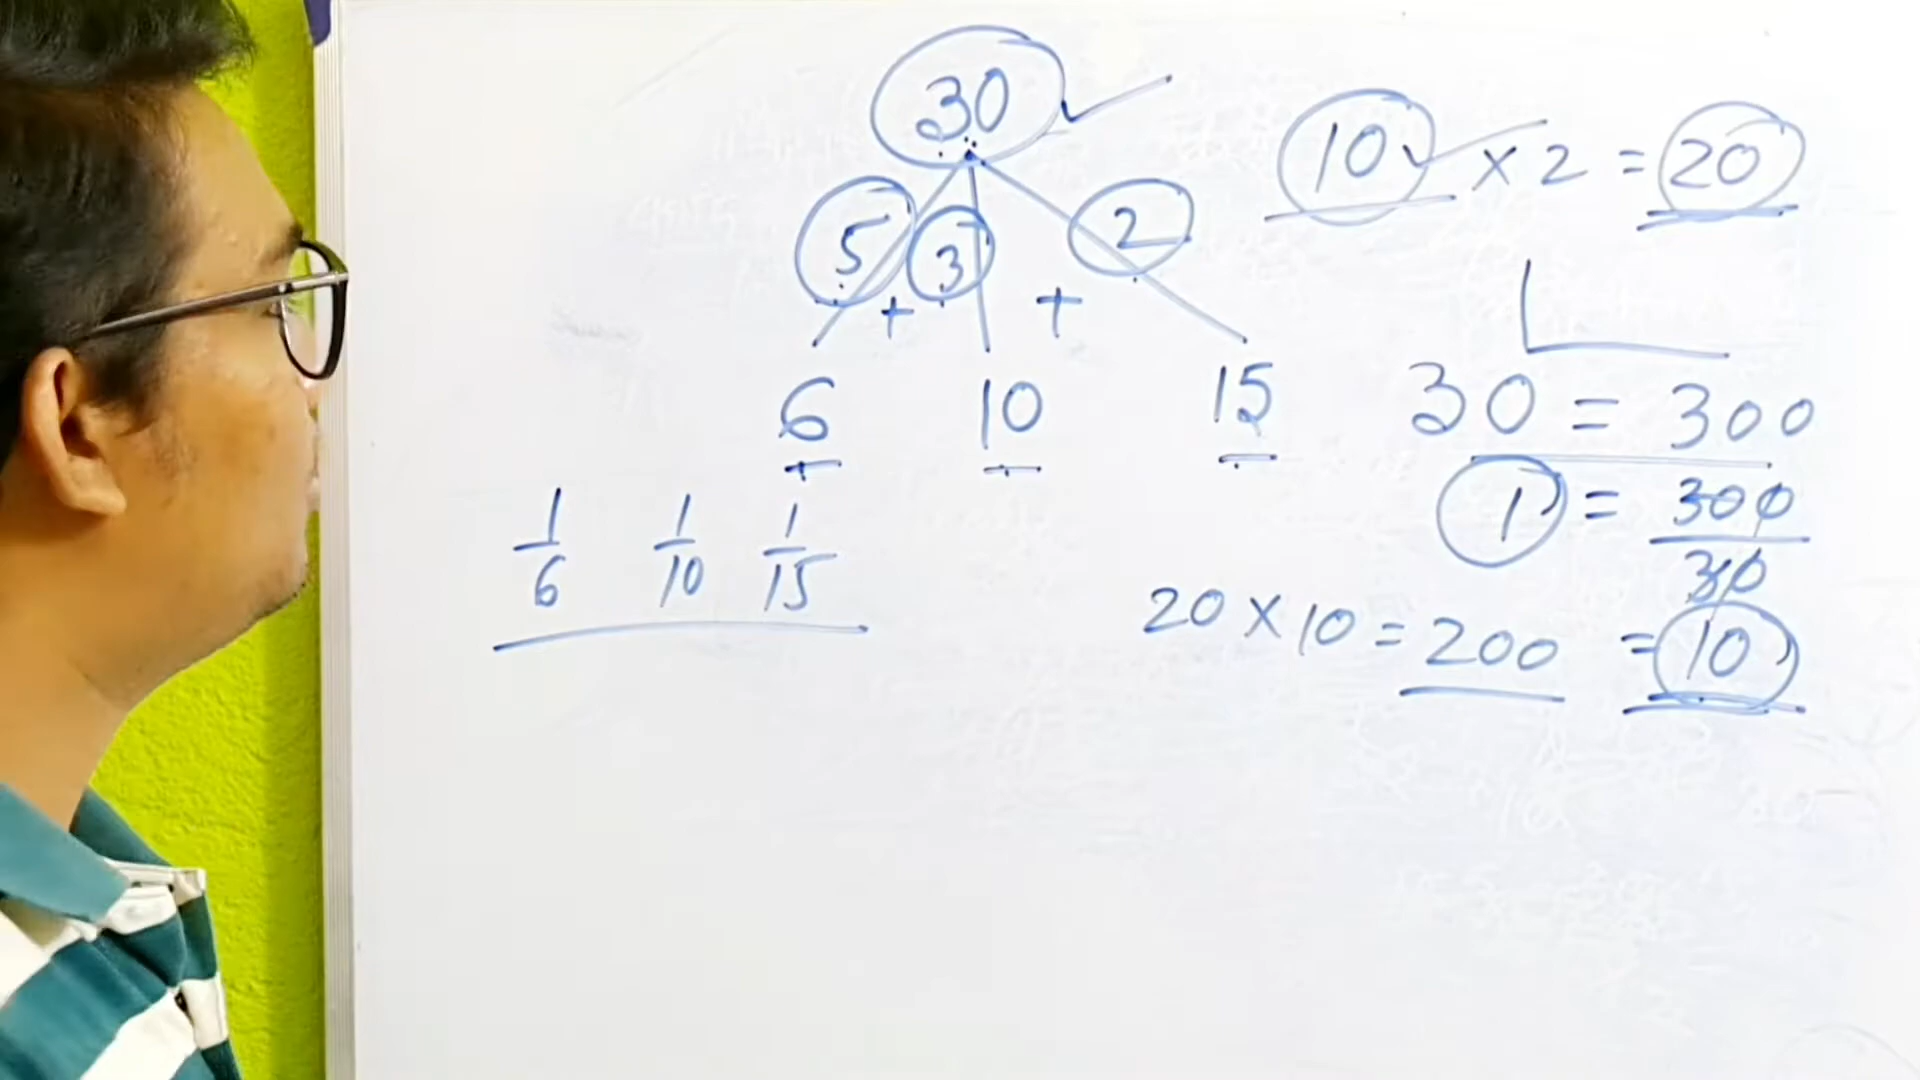 30
10 × 2 = 20
5 3 2
+ +
6 10 15
30 = 300
1/6 1/10 1/15
1 = 300/30
20 × 10 = 200 = 10